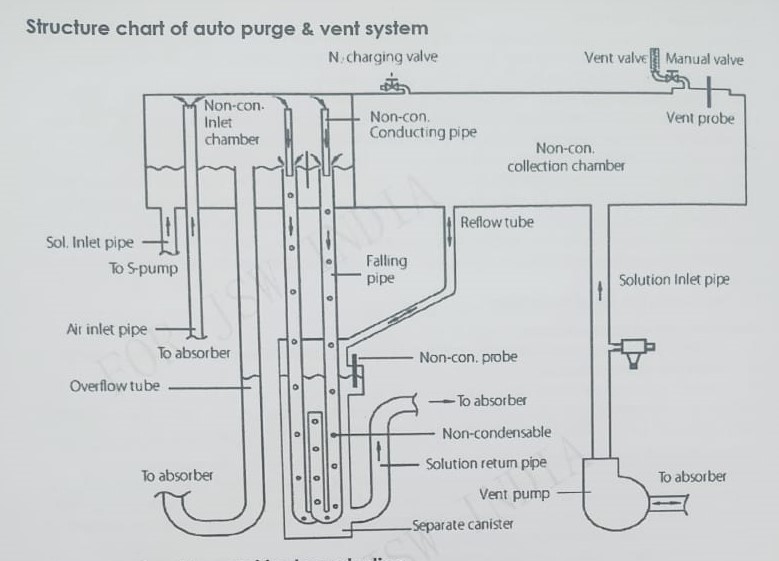 Structure chart of auto purge & vent system
N₂ charging valve
Vent valve
Manual valve
Non-con.
Inlet
chamber
Non-con.
Conducting pipe
Vent probe
Non-con.
collection chamber
Reflow tube
Sol. Inlet pipe
To S-pump
Falling
pipe
Solution Inlet pipe
Air inlet pipe
To absorber
Non-con. probe
Overflow tube
To absorber
Non-condensable
To absorber
Solution return pipe
To absorber
Vent pump
Separate canister
FOR JSW INDIA
JSW INDIA